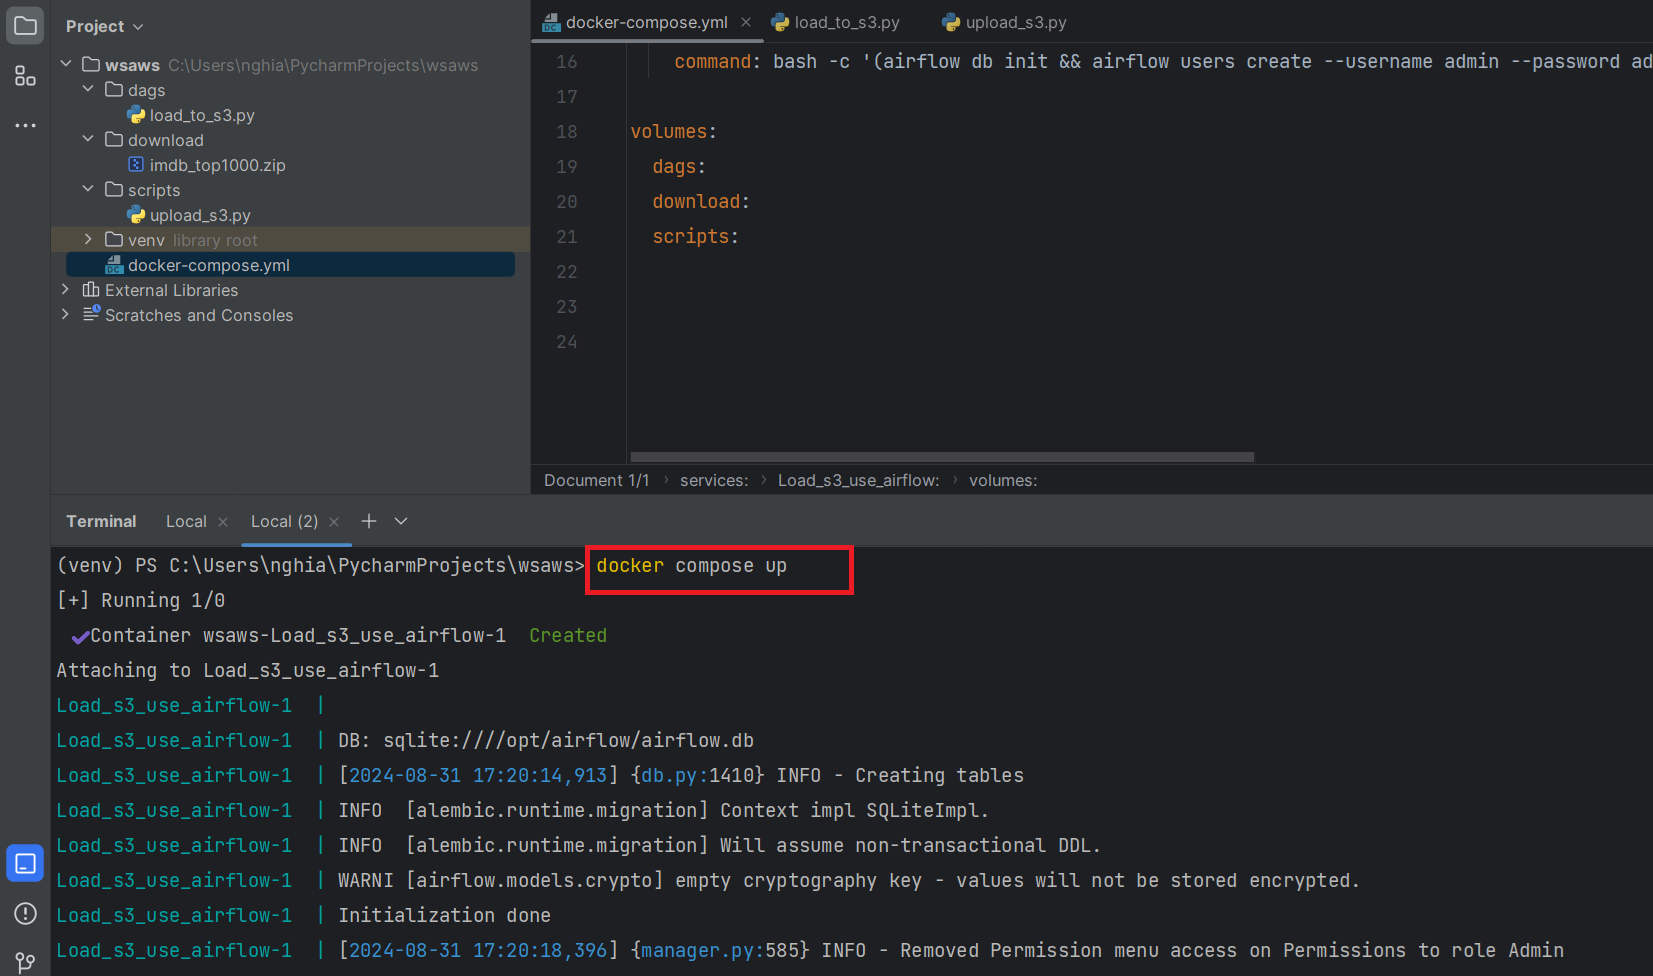 Project
wsaws C:\Users\nghia\PycharmProjects\wsaws
dags
load_to_s3.py
download
imdb_top1000.zip
scripts
upload_s3.py
venv library root
docker-compose.yml
External Libraries
Scratches and Consoles
docker-compose.yml load_to_s3.py upload_s3.py
16 command: bash -c '(airflow db init && airflow users create --username admin --password ad
17
18 volumes:
19 dags:
20 download:
21 scripts:
22
23
24
Document 1/1 › services: › Load_s3_use_airflow: › volumes:
Terminal Local Local (2)
(venv) PS C:\Users\nghia\PycharmProjects\wsaws> docker compose up
[+] Running 1/0
✔Container wsaws-Load_s3_use_airflow-1 Created
Attaching to Load_s3_use_airflow-1
Load_s3_use_airflow-1 |
Load_s3_use_airflow-1 | DB: sqlite:////opt/airflow/airflow.db
Load_s3_use_airflow-1 | [2024-08-31 17:20:14,913] {db.py:1410} INFO - Creating tables
Load_s3_use_airflow-1 | INFO [alembic.runtime.migration] Context impl SQLiteImpl.
Load_s3_use_airflow-1 | INFO [alembic.runtime.migration] Will assume non-transactional DDL.
Load_s3_use_airflow-1 | WARNI [airflow.models.crypto] empty cryptography key - values will not be stored encrypted.
Load_s3_use_airflow-1 | Initialization done
Load_s3_use_airflow-1 | [2024-08-31 17:20:18,396] {manager.py:585} INFO - Removed Permission menu access on Permissions to role Admin